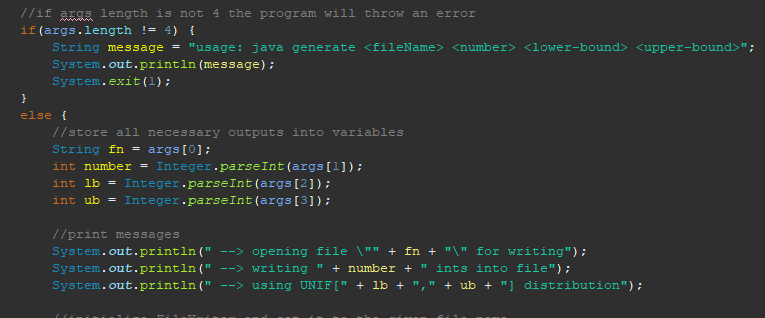 //if args length is not 4 the program will throw an error
if(args.length != 4) {
String message = "usage: java generate <fileName> <number> <lower-bound> <upper-bound>";
System.out.println(message);
System.exit(1);
}
else {
//store all necessary outputs into variables
String fn = args[0];
int number = Integer.parseInt(args[1]);
int lb = Integer.parseInt(args[2]);
int ub = Integer.parseInt(args[3]);
//print messages
System.out.println(" --> opening file \"" + fn + "\" for writing");
System.out.println(" --> writing " + number + " ints into file");
System.out.println(" --> using UNIF[" + lb + "," + ub + "] distribution");